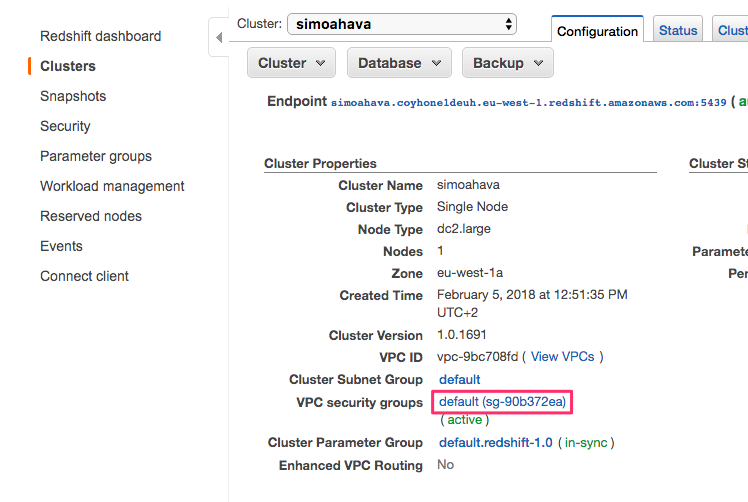 Redshift dashboard
Clusters
Snapshots
Security
Parameter groups
Workload management
Reserved nodes
Events
Connect client
Cluster: simoahava
Configuration Status
Cluster Database Backup
Endpoint simoahava.coyhoneldeuh.eu-west-1.redshift.amazonaws.com:5439 (
Cluster Properties
Cluster Name simoahava
Cluster Type Single Node
Node Type dc2.large
Nodes 1
Zone eu-west-1a
Created Time February 5, 2018 at 12:51:35 PM
UTC+2
Cluster Version 1.0.1691
VPC ID vpc-9bc708fd ( View VPCs )
Cluster Subnet Group default
VPC security groups default (sg-90b372ea)
( active )
Cluster Parameter Group default.redshift-1.0 ( in-sync )
Enhanced VPC Routing No
Cluster
Parameter